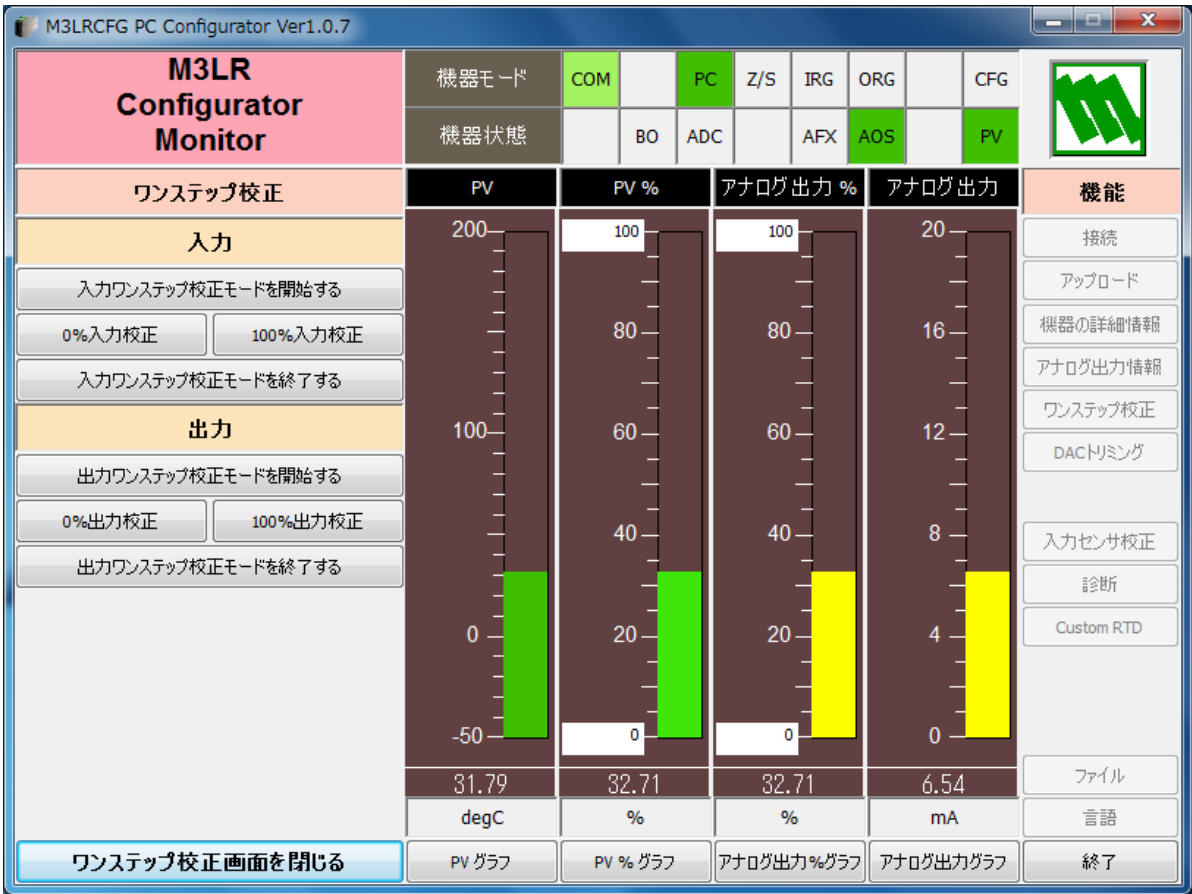 M3LRCFG PC Configurator Ver1.0.7
M3LR
Configurator
Monitor
機器モード
COM
PC
Z/S
IRG
ORG
CFG
機器状態
BO
ADC
AFX
AOS
PV
ワンステップ校正
入力
入力ワンステップ校正モードを開始する
0%入力校正
100%入力校正
入力ワンステップ校正モードを終了する
出力
出力ワンステップ校正モードを開始する
0%出力校正
100%出力校正
出力ワンステップ校正モードを終了する
ワンステップ校正画面を閉じる
PV
200
100
0
-50
31.79
degC
PV グラフ
PV %
100
80
60
40
20
0
32.71
%
PV % グラフ
アナログ出力 %
100
80
60
40
20
0
32.71
%
アナログ出力%グラフ
アナログ出力
20
16
12
8
4
0
6.54
mA
アナログ出力グラフ
機能
接続
アップロード
機器の詳細情報
アナログ出力情報
ワンステップ校正
DACトリミング
入力センサ校正
診断
Custom RTD
ファイル
言語
終了